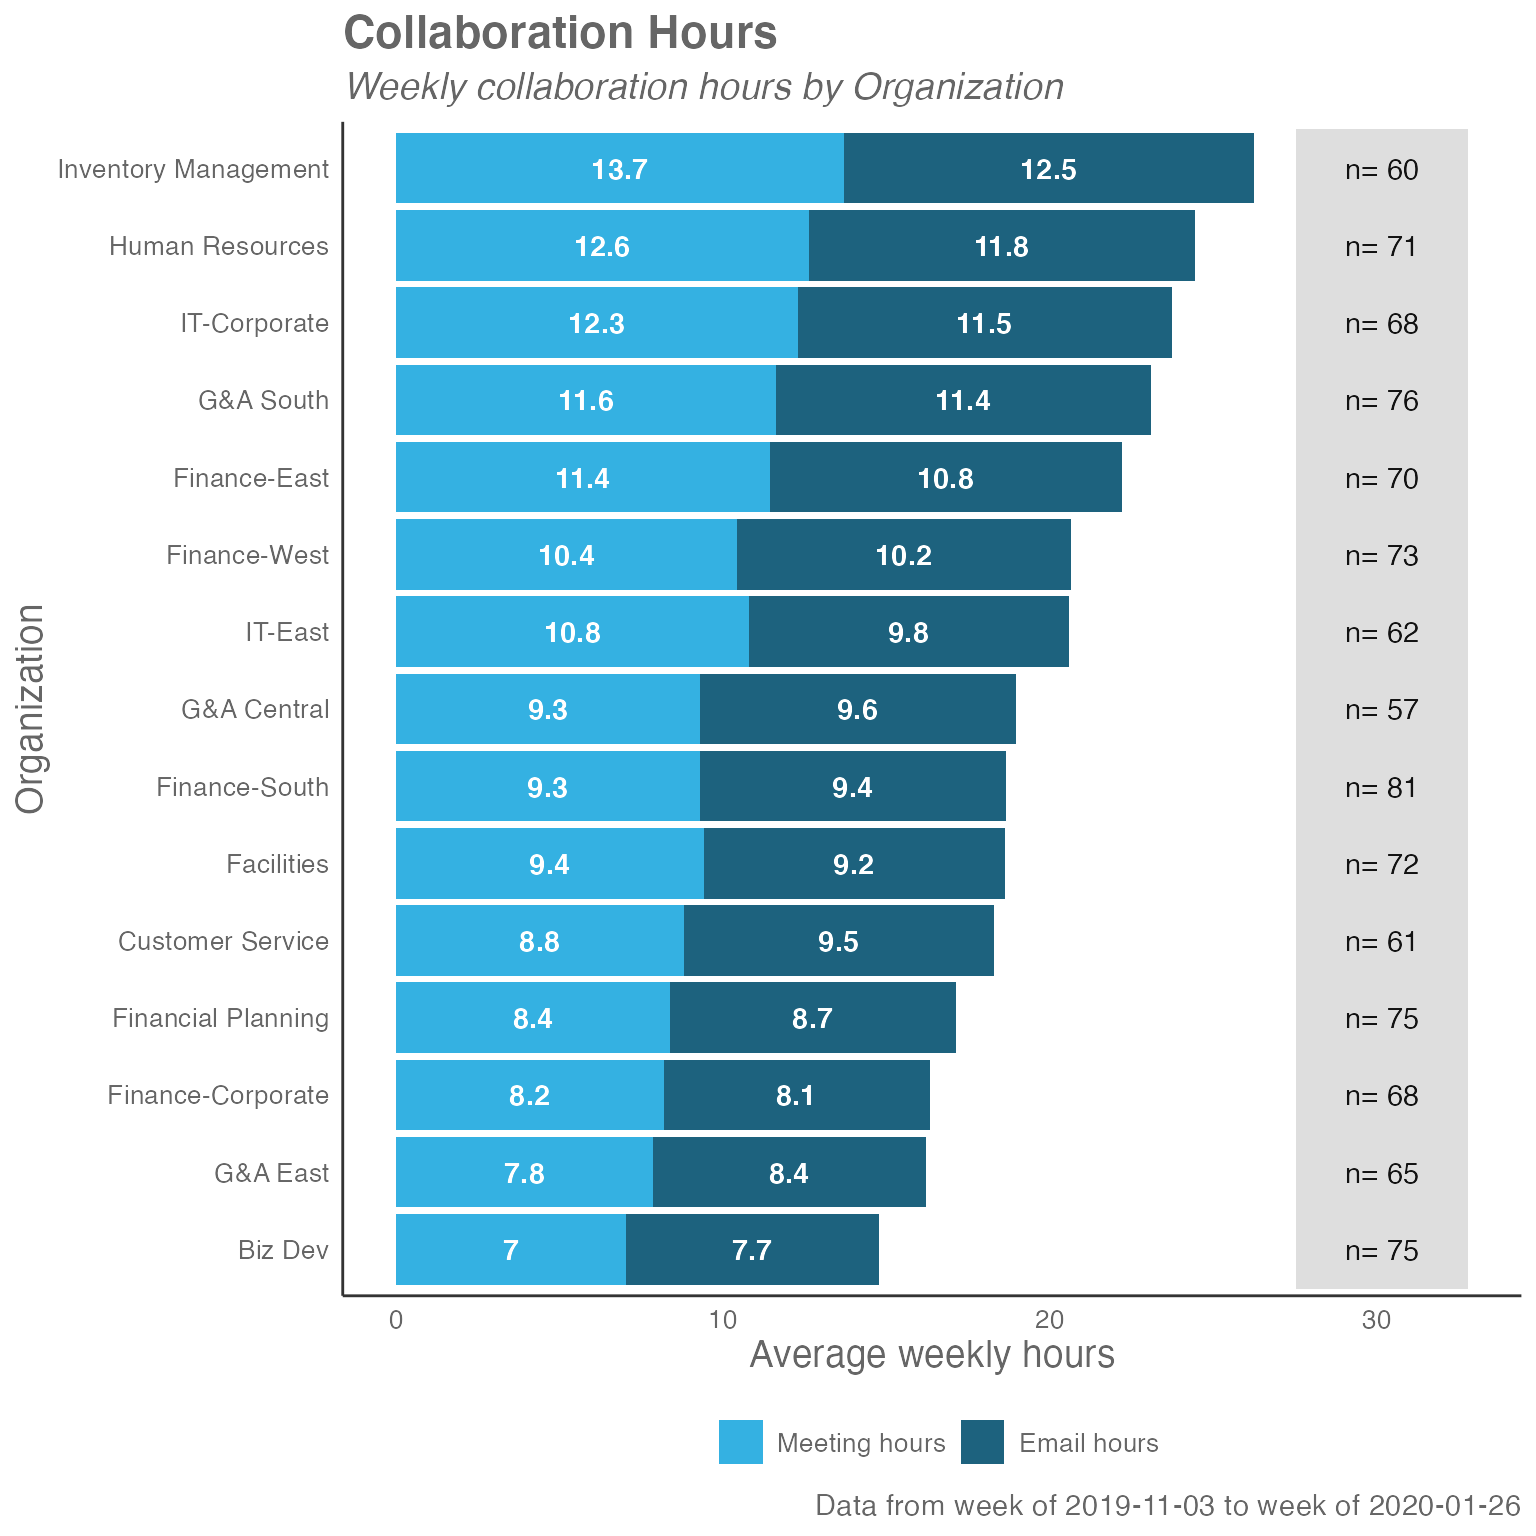 Collaboration Hours
Weekly collaboration hours by Organization
Inventory Management 13.7 12.5 n= 60
Human Resources 12.6 11.8 n= 71
IT-Corporate 12.3 11.5 n= 68
G&A South 11.6 11.4 n= 76
Finance-East 11.4 10.8 n= 70
Finance-West 10.4 10.2 n= 73
IT-East 10.8 9.8 n= 62
G&A Central 9.3 9.6 n= 57
Finance-South 9.3 9.4 n= 81
Facilities 9.4 9.2 n= 72
Customer Service 8.8 9.5 n= 61
Financial Planning 8.4 8.7 n= 75
Finance-Corporate 8.2 8.1 n= 68
G&A East 7.8 8.4 n= 65
Biz Dev 7 7.7 n= 75
Organization
0 10 20 30
Average weekly hours
Meeting hours Email hours
Data from week of 2019-11-03 to week of 2020-01-26